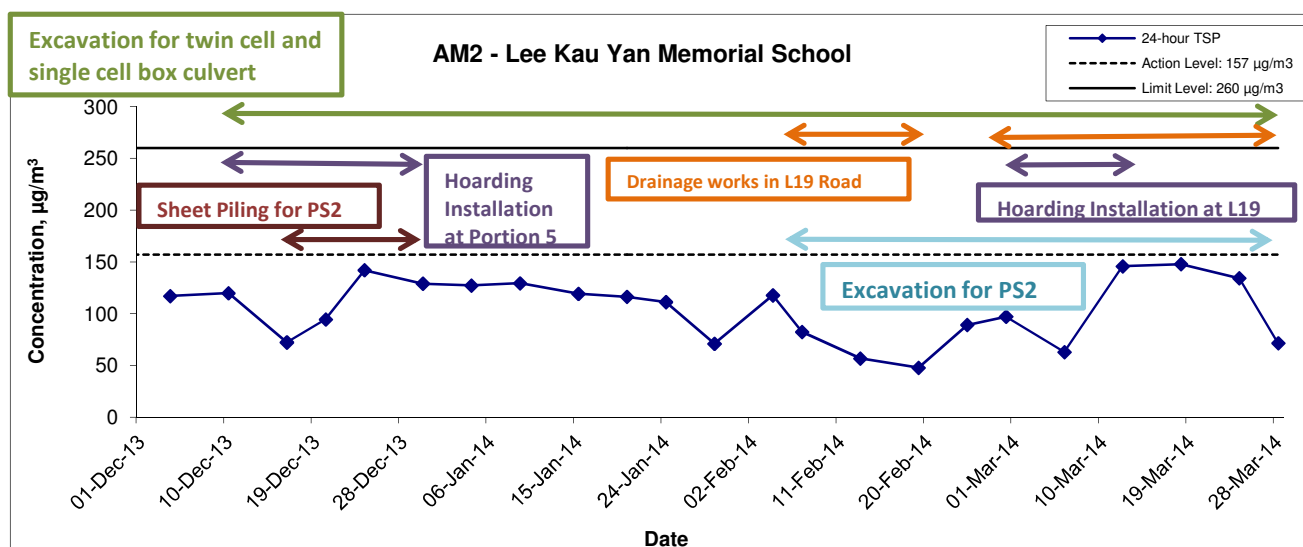 Excavation for twin cell and
single cell box culvert
AM2 - Lee Kau Yan Memorial School
24-hour TSP
Action Level: 157 µg/m3
Limit Level: 260 µg/m3
Concentration, µg/m³
300
250
200
150
100
50
0
Sheet Piling for PS2
Hoarding
Installation
at Portion 5
Drainage works in L19 Road
Hoarding Installation at L19
Excavation for PS2
01-Dec-13
10-Dec-13
19-Dec-13
28-Dec-13
06-Jan-14
15-Jan-14
24-Jan-14
02-Feb-14
11-Feb-14
20-Feb-14
01-Mar-14
10-Mar-14
19-Mar-14
28-Mar-14
Date